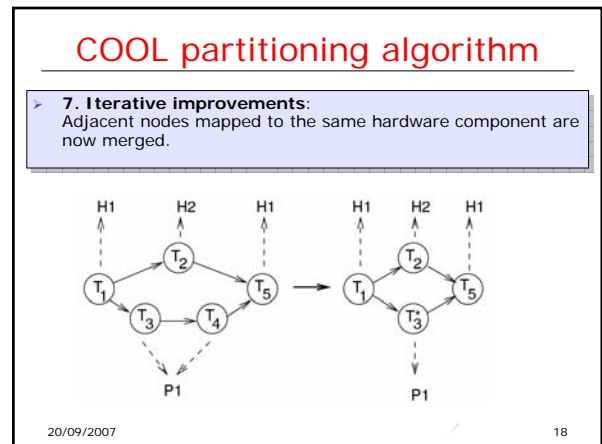 COOL partitioning algorithm
7. Iterative improvements:
Adjacent nodes mapped to the same hardware component are
now merged.
H1 H2 H1 H1 H2 H1
T2 T2
T1 T5 T1 T5
T3 T4 T*3
P1 P1
20/09/2007 18